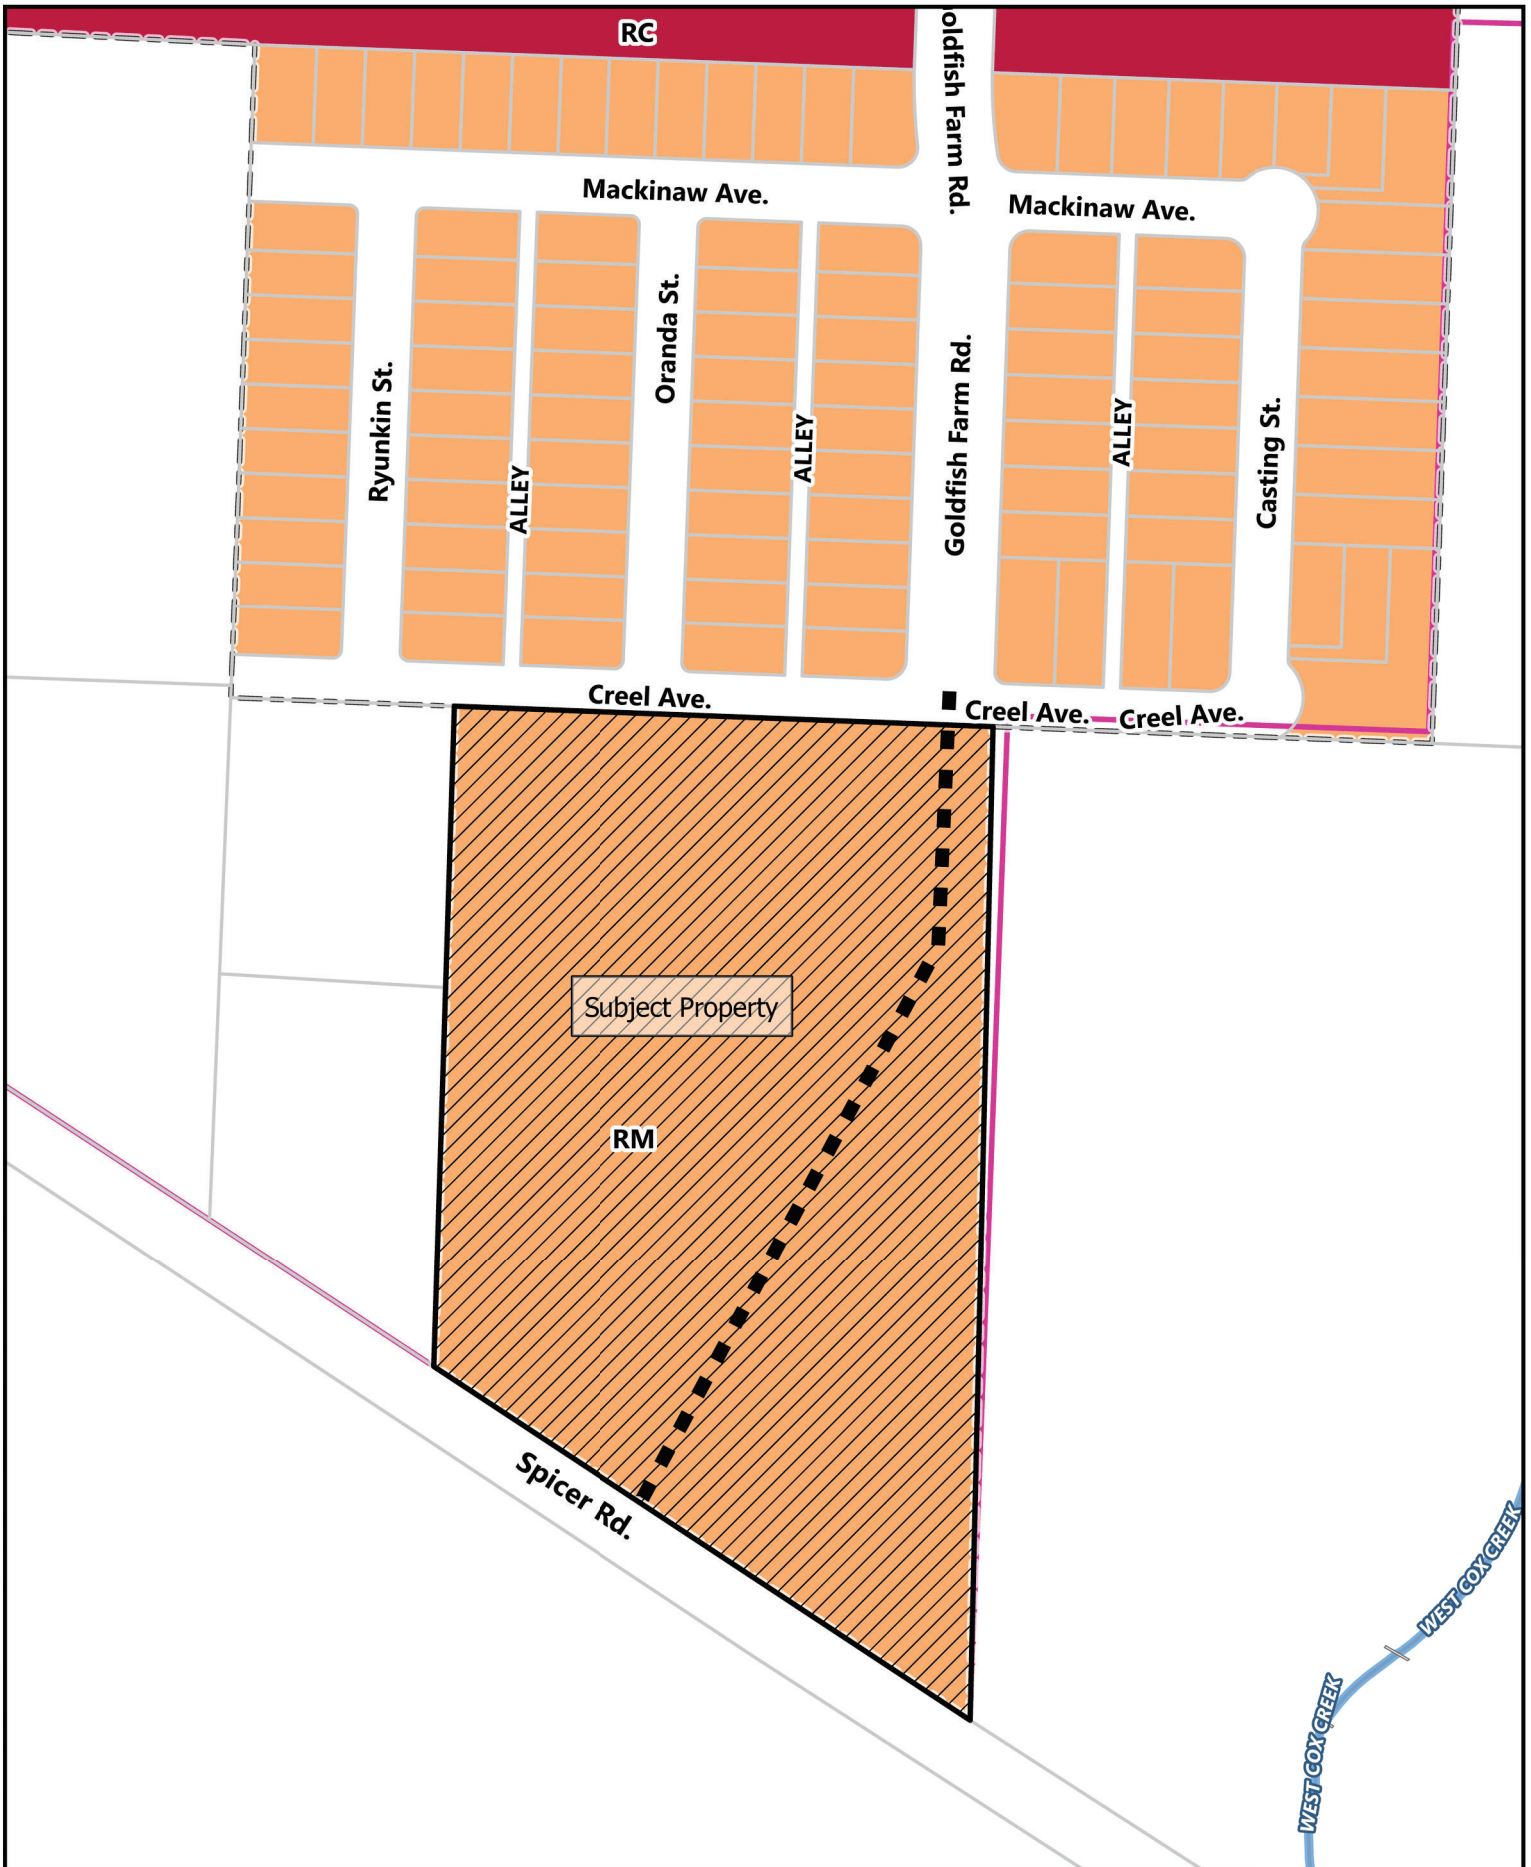 RC
oldfish Farm Rd.
Mackinaw Ave.
Mackinaw Ave.
Ryunkin St.
Oranda St.
ALLEY
ALLEY
Goldfish Farm Rd.
ALLEY
Casting St.
Creel Ave.
Creel Ave.
Creel Ave.
Subject Property
RM
Spicer Rd.
WEST COX CREEK
WEST COX CREEK